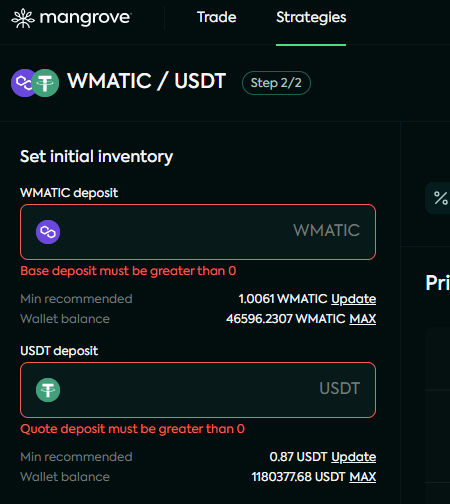 mangrove
Trade
Strategies
WMATIC / USDT
Step 2/2
Set initial inventory
WMATIC deposit
WMATIC
Base deposit must be greater than 0
Min recommended 1.0061 WMATIC Update
Wallet balance 46596.2307 WMATIC MAX
USDT deposit
USDT
Quote deposit must be greater than 0
Min recommended 0.87 USDT Update
Wallet balance 1180377.68 USDT MAX
%
Pri